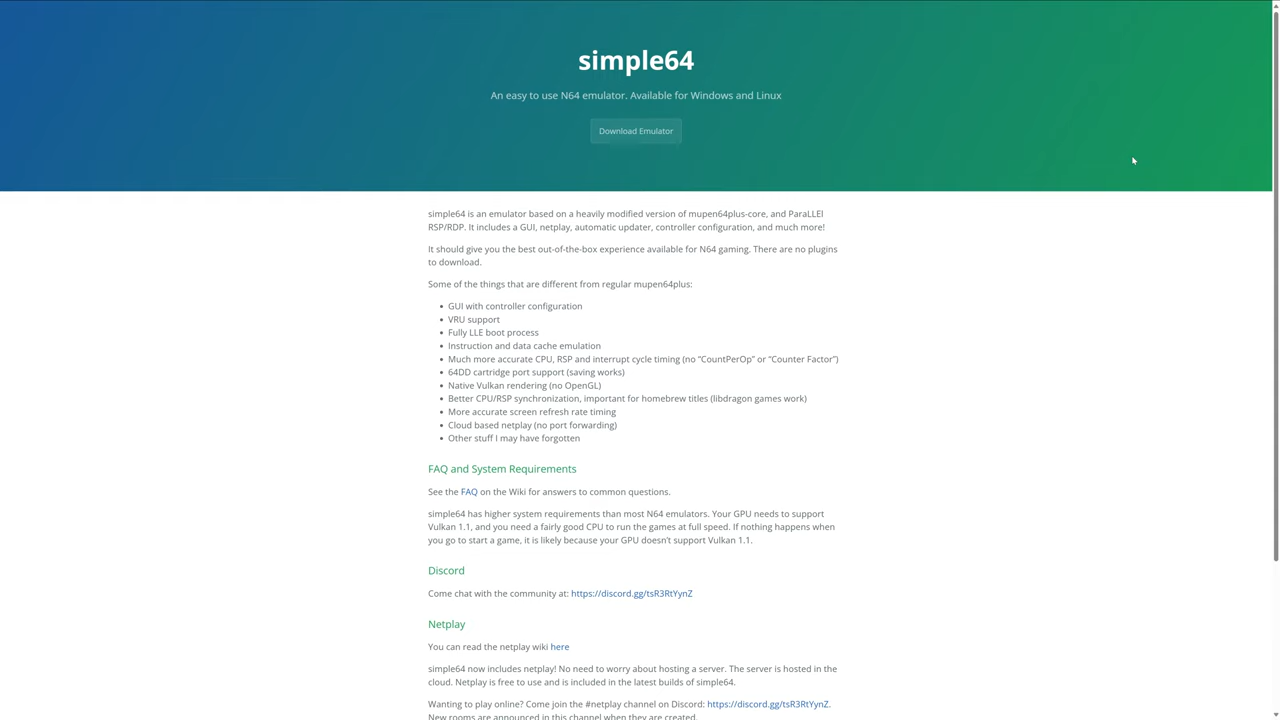 simple64
An easy to use N64 emulator. Available for Windows and Linux
Download Emulator
simple64 is an emulator based on a heavily modified version of mupen64plus-core, and ParaLLEl
RSP/RDP. It includes a GUI, netplay, automatic updater, controller configuration, and much more!
It should give you the best out-of-the-box experience available for N64 gaming. There are no plugins
to download.
Some of the things that are different from regular mupen64plus:
• GUI with controller configuration
• VRU support
• Fully LLE boot process
• Instruction and data cache emulation
• Much more accurate CPU, RSP and interrupt cycle timing (no “CountPerOp” or “Counter Factor”)
• 64DD cartridge port support (saving works)
• Native Vulkan rendering (no OpenGL)
• Better CPU/RSP synchronization, important for homebrew titles (libdragon games work)
• More accurate screen refresh rate timing
• Cloud based netplay (no port forwarding)
• Other stuff I may have forgotten
FAQ and System Requirements
See the FAQ on the Wiki for answers to common questions.
simple64 has higher system requirements than most N64 emulators. Your GPU needs to support
Vulkan 1.1, and you need a fairly good CPU to run the games at full speed. If nothing happens when
you go to start a game, it is likely because your GPU doesn’t support Vulkan 1.1.
Discord
Come chat with the community at: https://discord.gg/tsR3RtYynZ
Netplay
You can read the netplay wiki here
simple64 now includes netplay! No need to worry about hosting a server. The server is hosted in the
cloud. Netplay is free to use and is included in the latest builds of simple64.
Wanting to play online? Come join the #netplay channel on Discord: https://discord.gg/tsR3RtYynZ.
New rooms are announced in this channel when they are created.